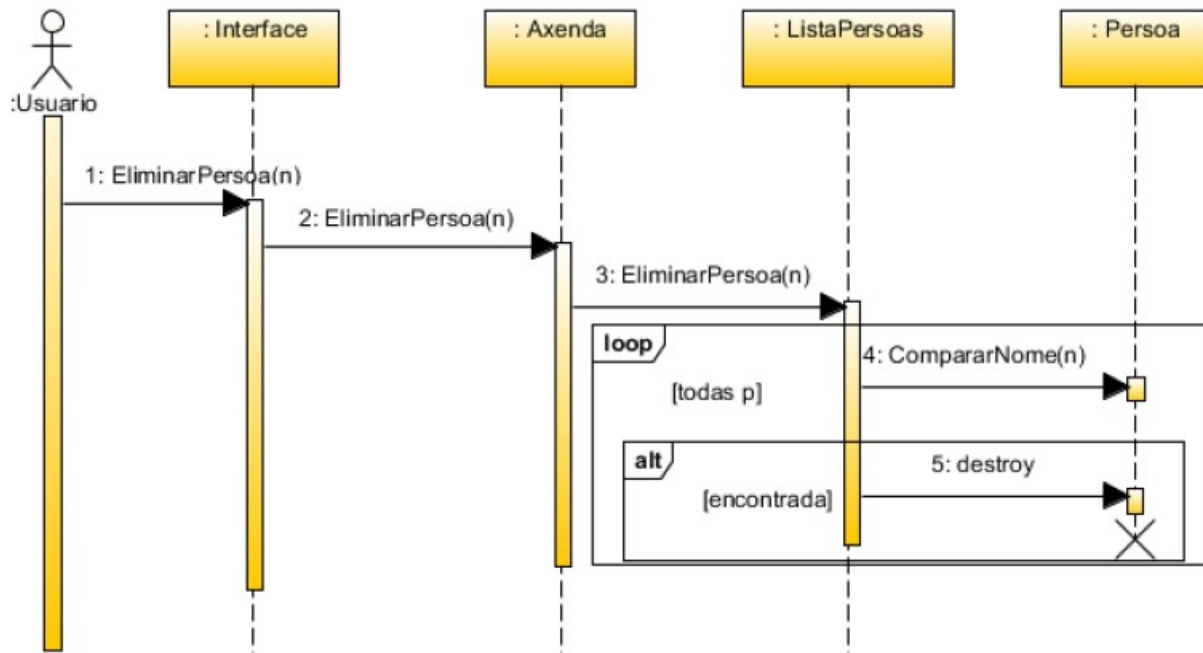 : Interface
: Axenda
: ListaPersoas
: Persoa
:Usuario
1: EliminarPersoa(n)
2: EliminarPersoa(n)
3: EliminarPersoa(n)
loop
4: CompararNome(n)
[todas p]
alt
5: destroy
[encontrada]